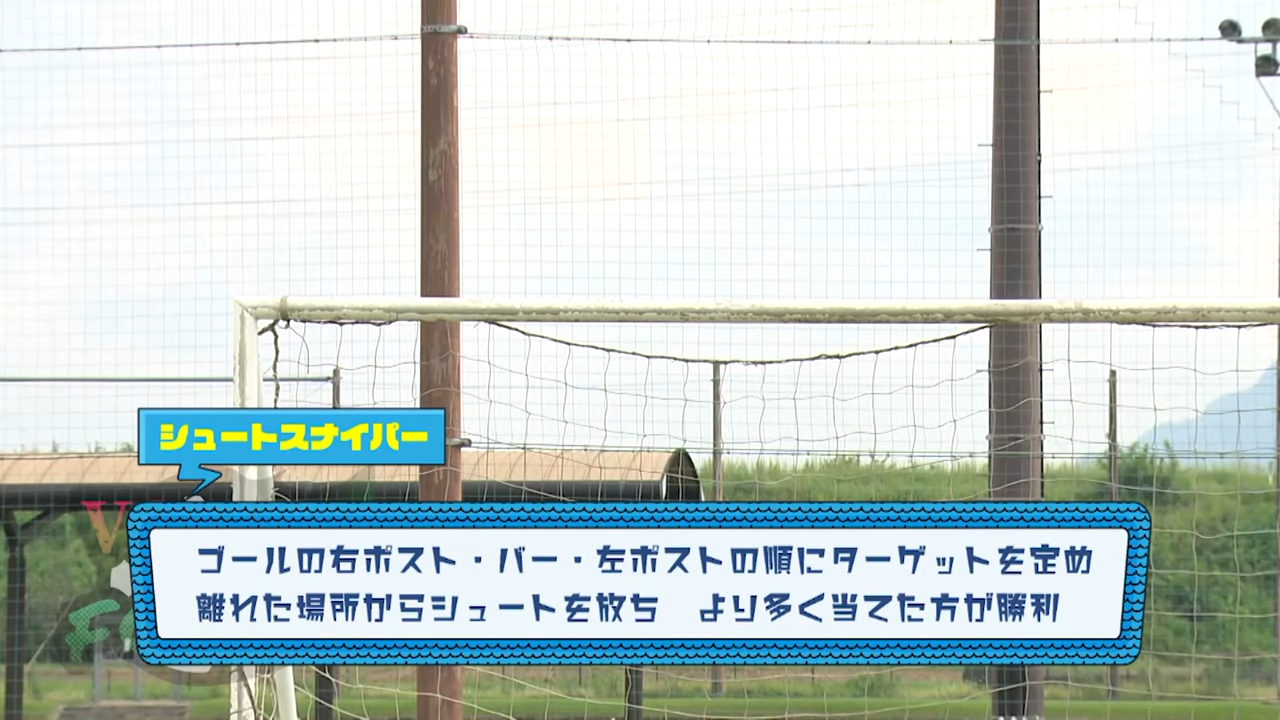 シュートスナイパー
ゴールの右ポスト・バー・左ポストの順にターゲットを定め
離れた場所からシュートを放ち　より多く当てた方が勝利